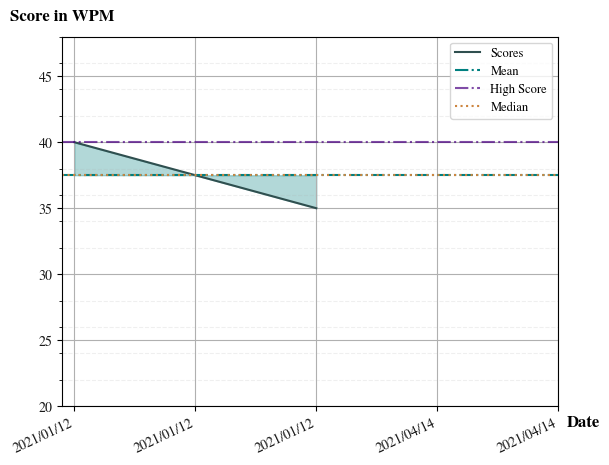 Score in WPM
Scores
Mean
High Score
Median
45
40
35
30
25
20
2021/01/12
2021/01/12
2021/01/12
2021/04/14
2021/04/14
Date